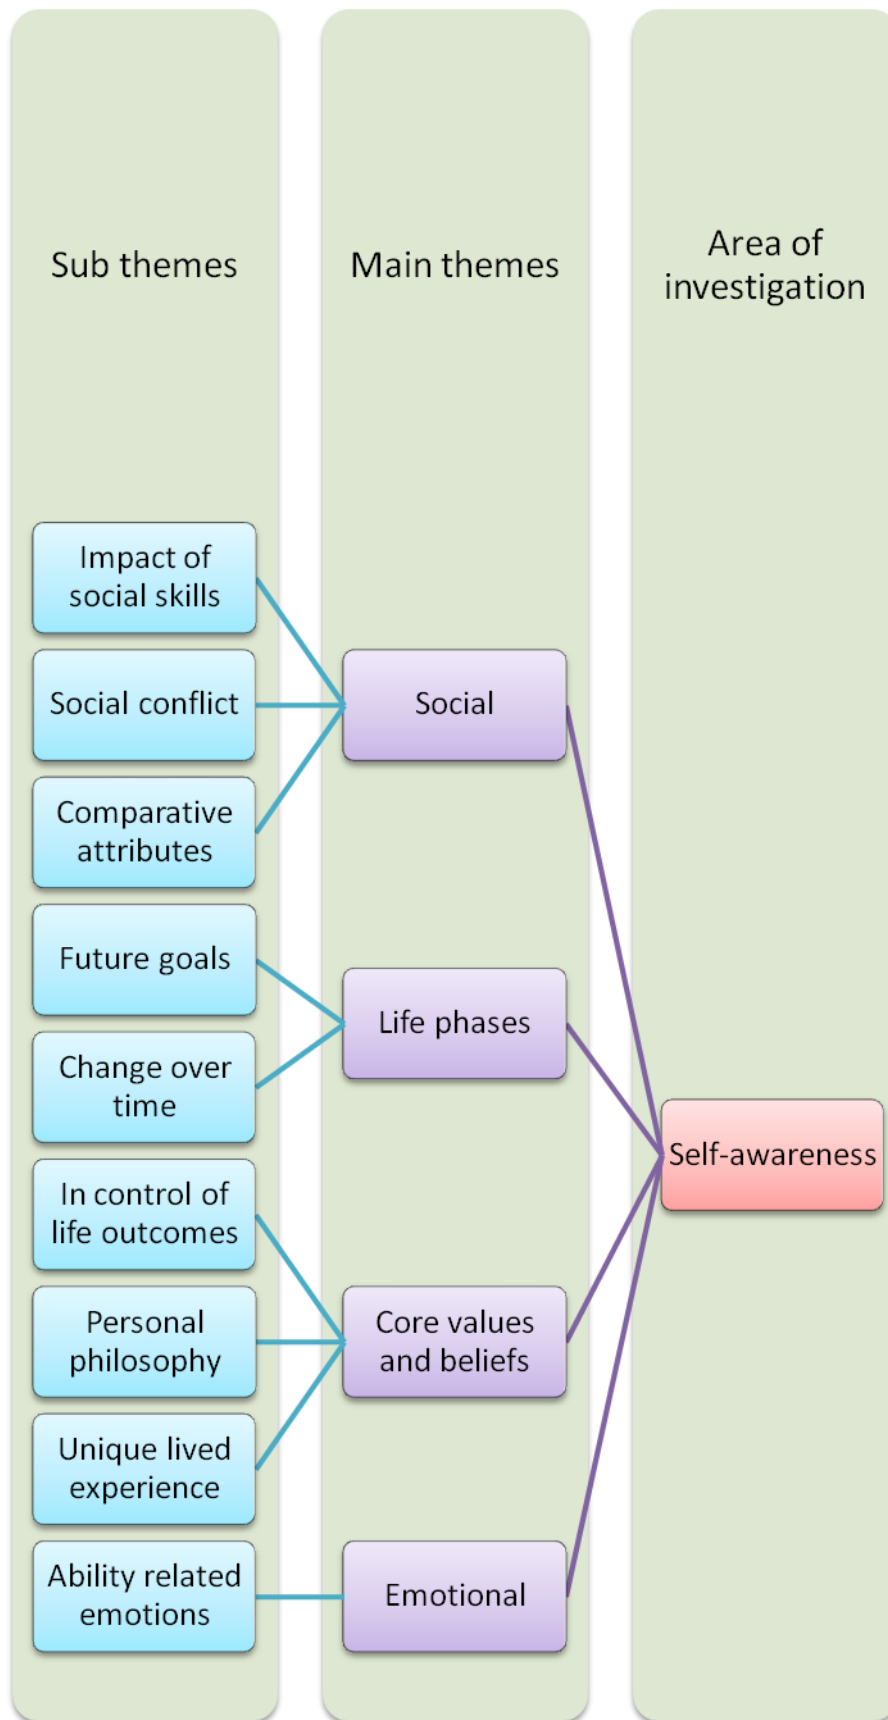 Sub themes
Main themes
Area of
investigation
Impact of
social skills
Social conflict
Comparative
attributes
Future goals
Change over
time
In control of
life outcomes
Personal
philosophy
Unique lived
experience
Ability related
emotions
Social
Life phases
Core values
and beliefs
Emotional
Self-awareness